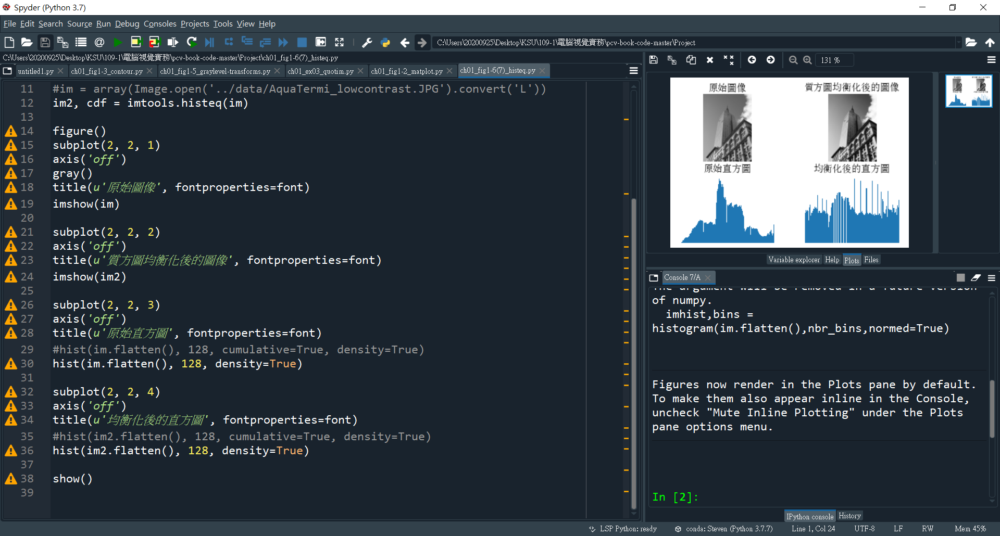 Spyder (Python 3.7)
File Edit Search Source Run Debug Consoles Projects Tools View Help
C:\Users\20200925\Desktop\KSU\109-1\電腦視覺實務\pcv-book-code-master\Project
C:\Users\20200925\Desktop\KSU\109-1\電腦視覺實務\pcv-book-code-master\Project\ch01_fig1-6(7)_histeq.py
untitled1.py ch01_fig1-3_contour.py ch01_fig1-5_graylevel-transforms.py ch01_ex03_quotim.py ch01_fig1-2_matplot.py ch01_fig1-6(7)_histeq.py
11 #im = array(Image.open('../data/AquaTermi_lowcontrast.JPG').convert('L'))
12 im2, cdf = imtools.histeq(im)
13
14 figure()
15 subplot(2, 2, 1)
16 axis('off')
17 gray()
18 title(u'原始圖像', fontproperties=font)
19 imshow(im)
20
21 subplot(2, 2, 2)
22 axis('off')
23 title(u'質方圖均衡化後的圖像', fontproperties=font)
24 imshow(im2)
25
26 subplot(2, 2, 3)
27 axis('off')
28 title(u'原始直方圖', fontproperties=font)
29 #hist(im.flatten(), 128, cumulative=True, density=True)
30 hist(im.flatten(), 128, density=True)
31
32 subplot(2, 2, 4)
33 axis('off')
34 title(u'均衡化後的直方圖', fontproperties=font)
35 #hist(im2.flatten(), 128, cumulative=True, density=True)
36 hist(im2.flatten(), 128, density=True)
37
38 show()
39
131 %
原始圖像 質方圖均衡化後的圖像
原始直方圖 均衡化後的直方圖
Variable explorer Help Plots Files
Console 7/A
The argument will be removed in a future version
of numpy.
imhist,bins =
histogram(im.flatten(),nbr_bins,normed=True)
Figures now render in the Plots pane by default.
To make them also appear inline in the Console,
uncheck "Mute Inline Plotting" under the Plots
pane options menu.
In [2]:
IPython console History
LSP Python: ready conda: Steven (Python 3.7.7) Line 1, Col 24 UTF-8 LF RW Mem 45%